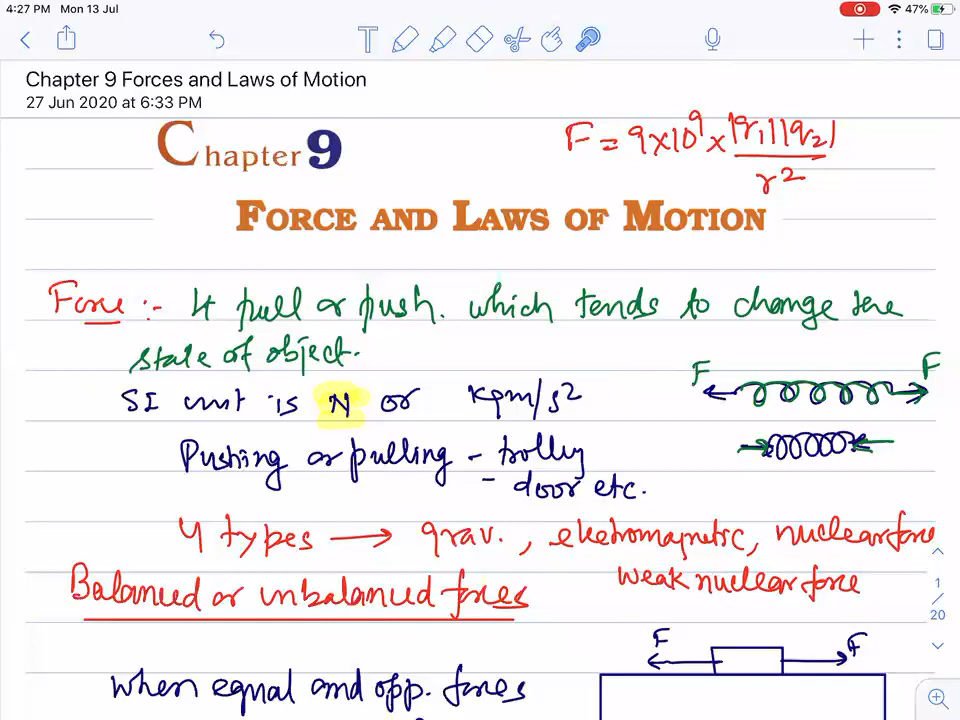 4:27 PM Mon 13 Jul
47%
Chapter 9 Forces and Laws of Motion
27 Jun 2020 at 6:33 PM
Chapter 9
F = 9x10^9 x |q1||q2| / r^2
FORCE AND LAWS OF MOTION
Force :- It pull or push. which tends to change the
state of object.
F F
SI unit is N or kgm/s2
Pushing or pulling - trolley
- door etc.
4 types → grav., electromagnetic, nuclear force
weak nuclear force
Balanced or unbalanced forces
1
/
20
F F
when equal and opp. forces